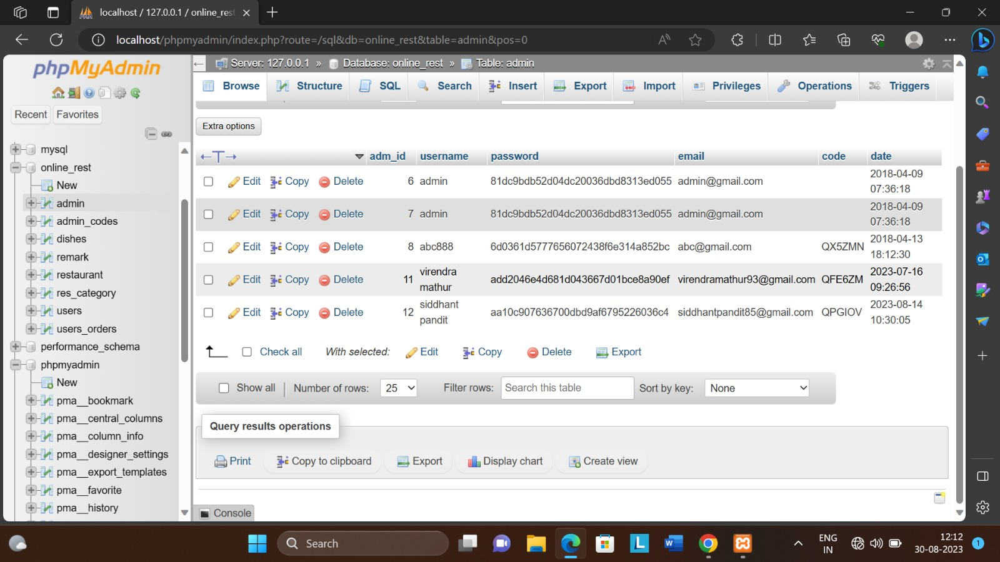 localhost / 127.0.0.1 / online_rest
localhost/phpmyadmin/index.php?route=/sql&db=online_rest&table=admin&pos=0
phpMyAdmin
Recent Favorites
mysql
online_rest
New
admin
admin_codes
dishes
remark
restaurant
res_category
users
users_orders
performance_schema
phpmyadmin
New
pma__bookmark
pma__central_columns
pma__column_info
pma__designer_settings
pma__export_templates
pma__favorite
pma__history
Server: 127.0.0.1 » Database: online_rest » Table: admin
Browse Structure SQL Search Insert Export Import Privileges Operations Triggers
Extra options
adm_id username password email code date
Edit Copy Delete 6 admin 81dc9bdb52d04dc20036dbd8313ed055 admin@gmail.com 2018-04-09
07:36:18
Edit Copy Delete 7 admin 81dc9bdb52d04dc20036dbd8313ed055 admin@gmail.com 2018-04-09
07:36:18
Edit Copy Delete 8 abc888 6d0361d5777656072438f6e314a852bc abc@gmail.com QX5ZMN 2018-04-13
18:12:30
Edit Copy Delete 11 virendra mathur add2046e4d681d043667d01bce8a90ef virendramathur93@gmail.com QFE6ZM 2023-07-16
09:26:56
Edit Copy Delete 12 siddhant pandit aa10c907636700dbd9af6795226036c4 siddhantpandit85@gmail.com QPGIOV 2023-08-14
10:30:05
Check all With selected: Edit Copy Delete Export
Show all Number of rows: 25 Filter rows: Search this table Sort by key: None
Query results operations
Print Copy to clipboard Export Display chart Create view
Console
Search
ENG
IN
12:12
30-08-2023
1